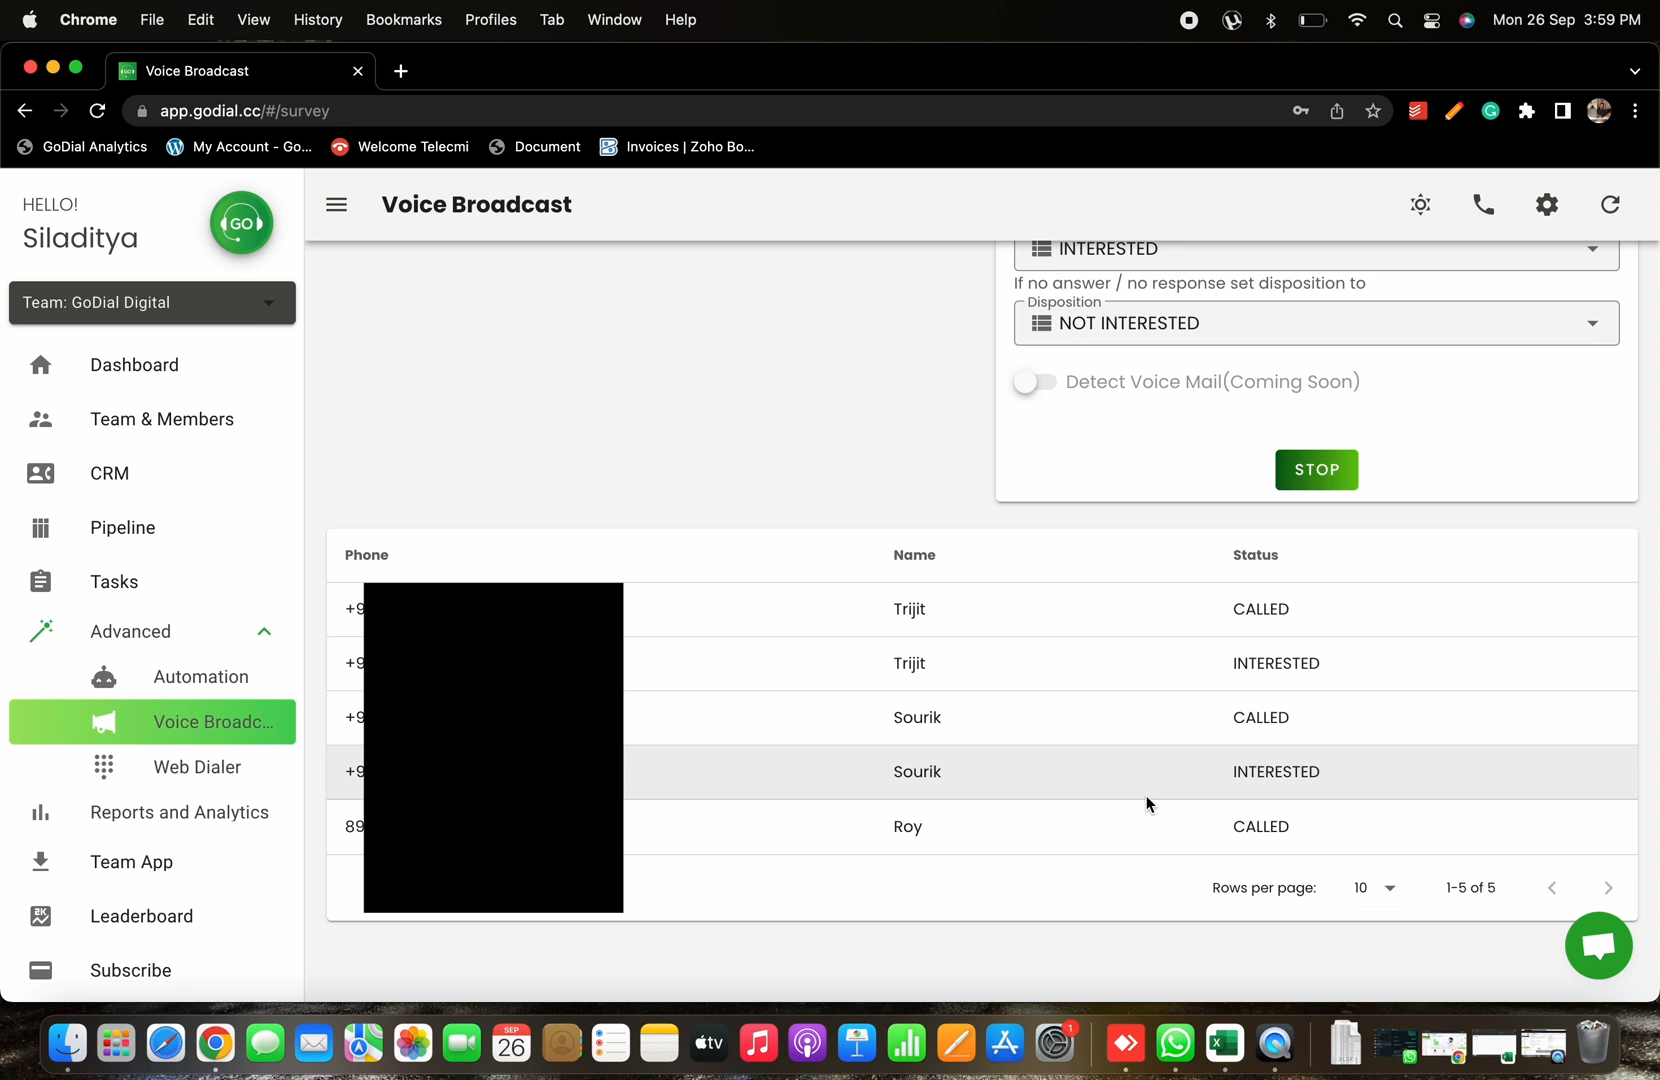 Chrome File Edit View History Bookmarks Profiles Tab Window Help Mon 26 Sep 3:59 PM
Voice Broadcast
app.godial.cc/#/survey
GoDial Analytics My Account - Go... Welcome Telecmi Document Invoices | Zoho Bo...
HELLO!
Siladitya
GO
Voice Broadcast
Team: GoDial Digital
Dashboard
Team & Members
CRM
Pipeline
Tasks
Advanced
Automation
Voice Broadc...
Web Dialer
Reports and Analytics
Team App
Leaderboard
Subscribe
INTERESTED
If no answer / no response set disposition to
Disposition
NOT INTERESTED
Detect Voice Mail(Coming Soon)
STOP
Phone Name Status
+9 Trijit CALLED
+9 Trijit INTERESTED
+9 Sourik CALLED
+9 Sourik INTERESTED
89 Roy CALLED
Rows per page: 10 1-5 of 5
SEP
26
tv
1